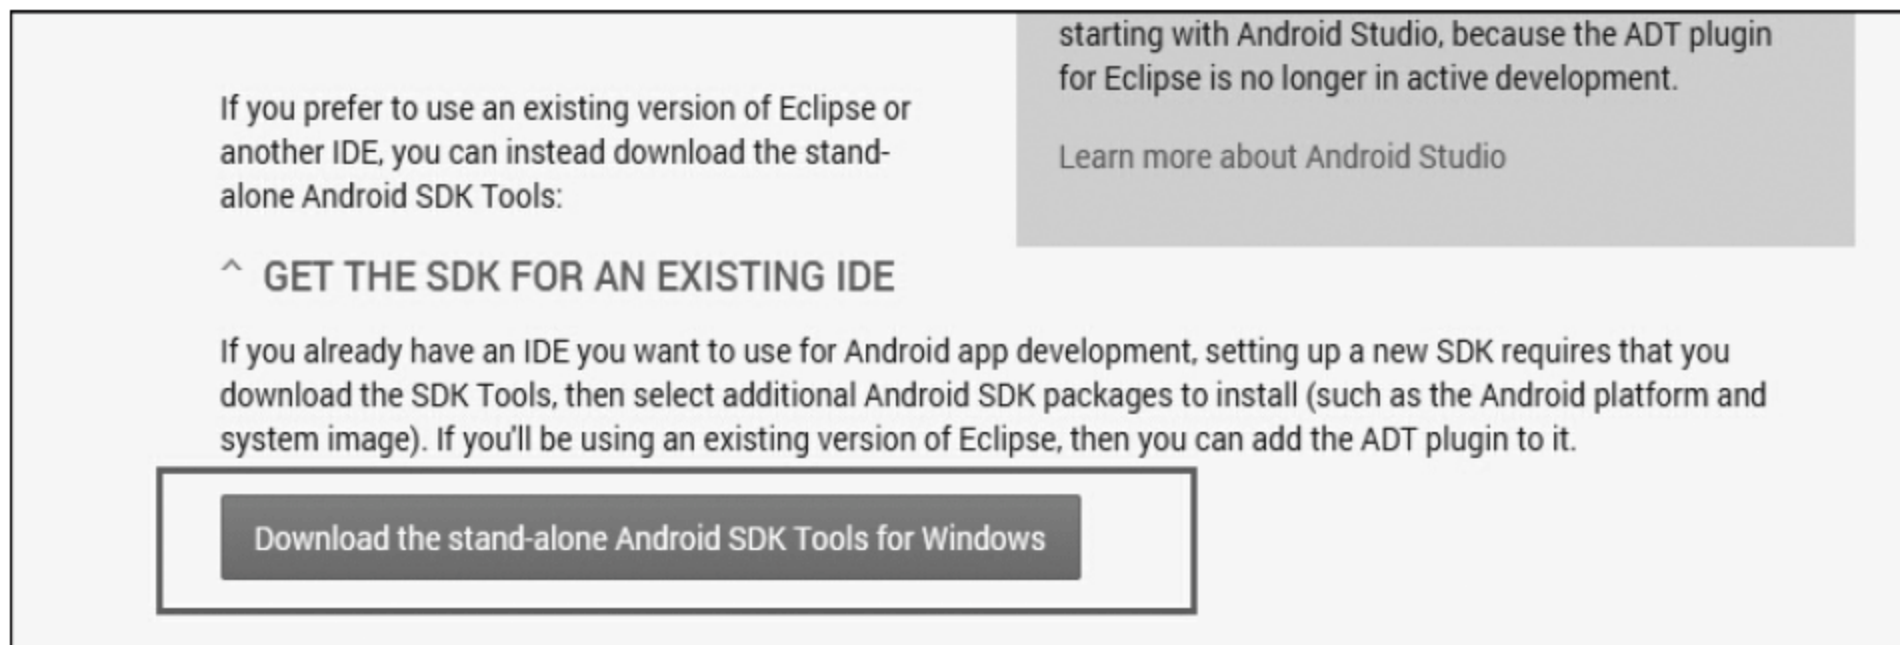 starting with Android Studio, because the ADT plugin
for Eclipse is no longer in active development.
Learn more about Android Studio
If you prefer to use an existing version of Eclipse or
another IDE, you can instead download the stand-
alone Android SDK Tools:
^ GET THE SDK FOR AN EXISTING IDE
If you already have an IDE you want to use for Android app development, setting up a new SDK requires that you
download the SDK Tools, then select additional Android SDK packages to install (such as the Android platform and
system image). If you'll be using an existing version of Eclipse, then you can add the ADT plugin to it.
Download the stand-alone Android SDK Tools for Windows